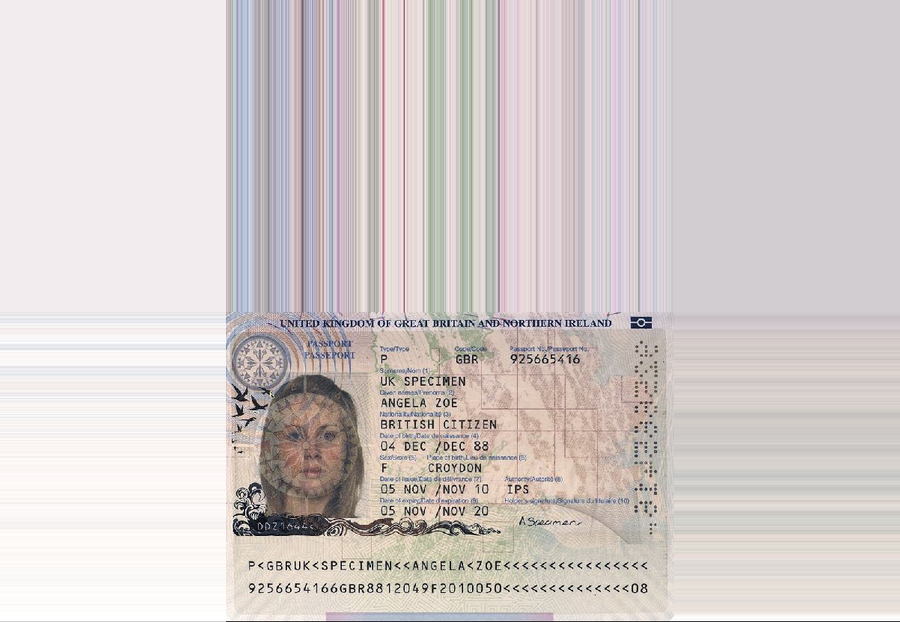 UNITED KINGDOM OF GREAT BRITAIN AND NORTHERN IRELAND
PASSPORT
PASSEPORT
Type/Type Code/Code Passport No./Passeport No.
P GBR 925665416
Surname/Nom (1)
UK SPECIMEN
Given names/Prénoms (2)
ANGELA ZOE
Nationality/Nationalité (3)
BRITISH CITIZEN
Date of birth/Date de naissance (4)
04 DEC /DEC 88
Sex/Sexe (5) Place of birth/Lieu de naissance (6)
F CROYDON
Date of issue/Date de délivrance (7) Authority/Autorité (8)
05 NOV /NOV 10 IPS
Date of expiry/Date d'expiration (9) Holder's signature/Signature du titulaire (10)
05 NOV /NOV 20 A Specimen
P<GBRUK<SPECIMEN<<ANGELA<ZOE<<<<<<<<<<<<<<<<
9256654166GBR8812049F2010050<<<<<<<<<<<<<<08